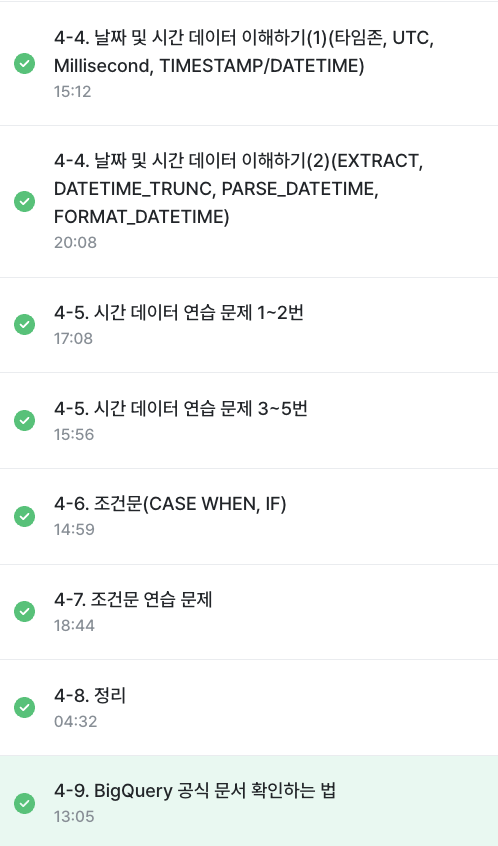 4-4. 날짜 및 시간 데이터 이해하기(1)(타임존, UTC,
Millisecond, TIMESTAMP/DATETIME)
15:12
4-4. 날짜 및 시간 데이터 이해하기(2)(EXTRACT,
DATETIME_TRUNC, PARSE_DATETIME,
FORMAT_DATETIME)
20:08
4-5. 시간 데이터 연습 문제 1~2번
17:08
4-5. 시간 데이터 연습 문제 3~5번
15:56
4-6. 조건문(CASE WHEN, IF)
14:59
4-7. 조건문 연습 문제
18:44
4-8. 정리
04:32
4-9. BigQuery 공식 문서 확인하는 법
13:05